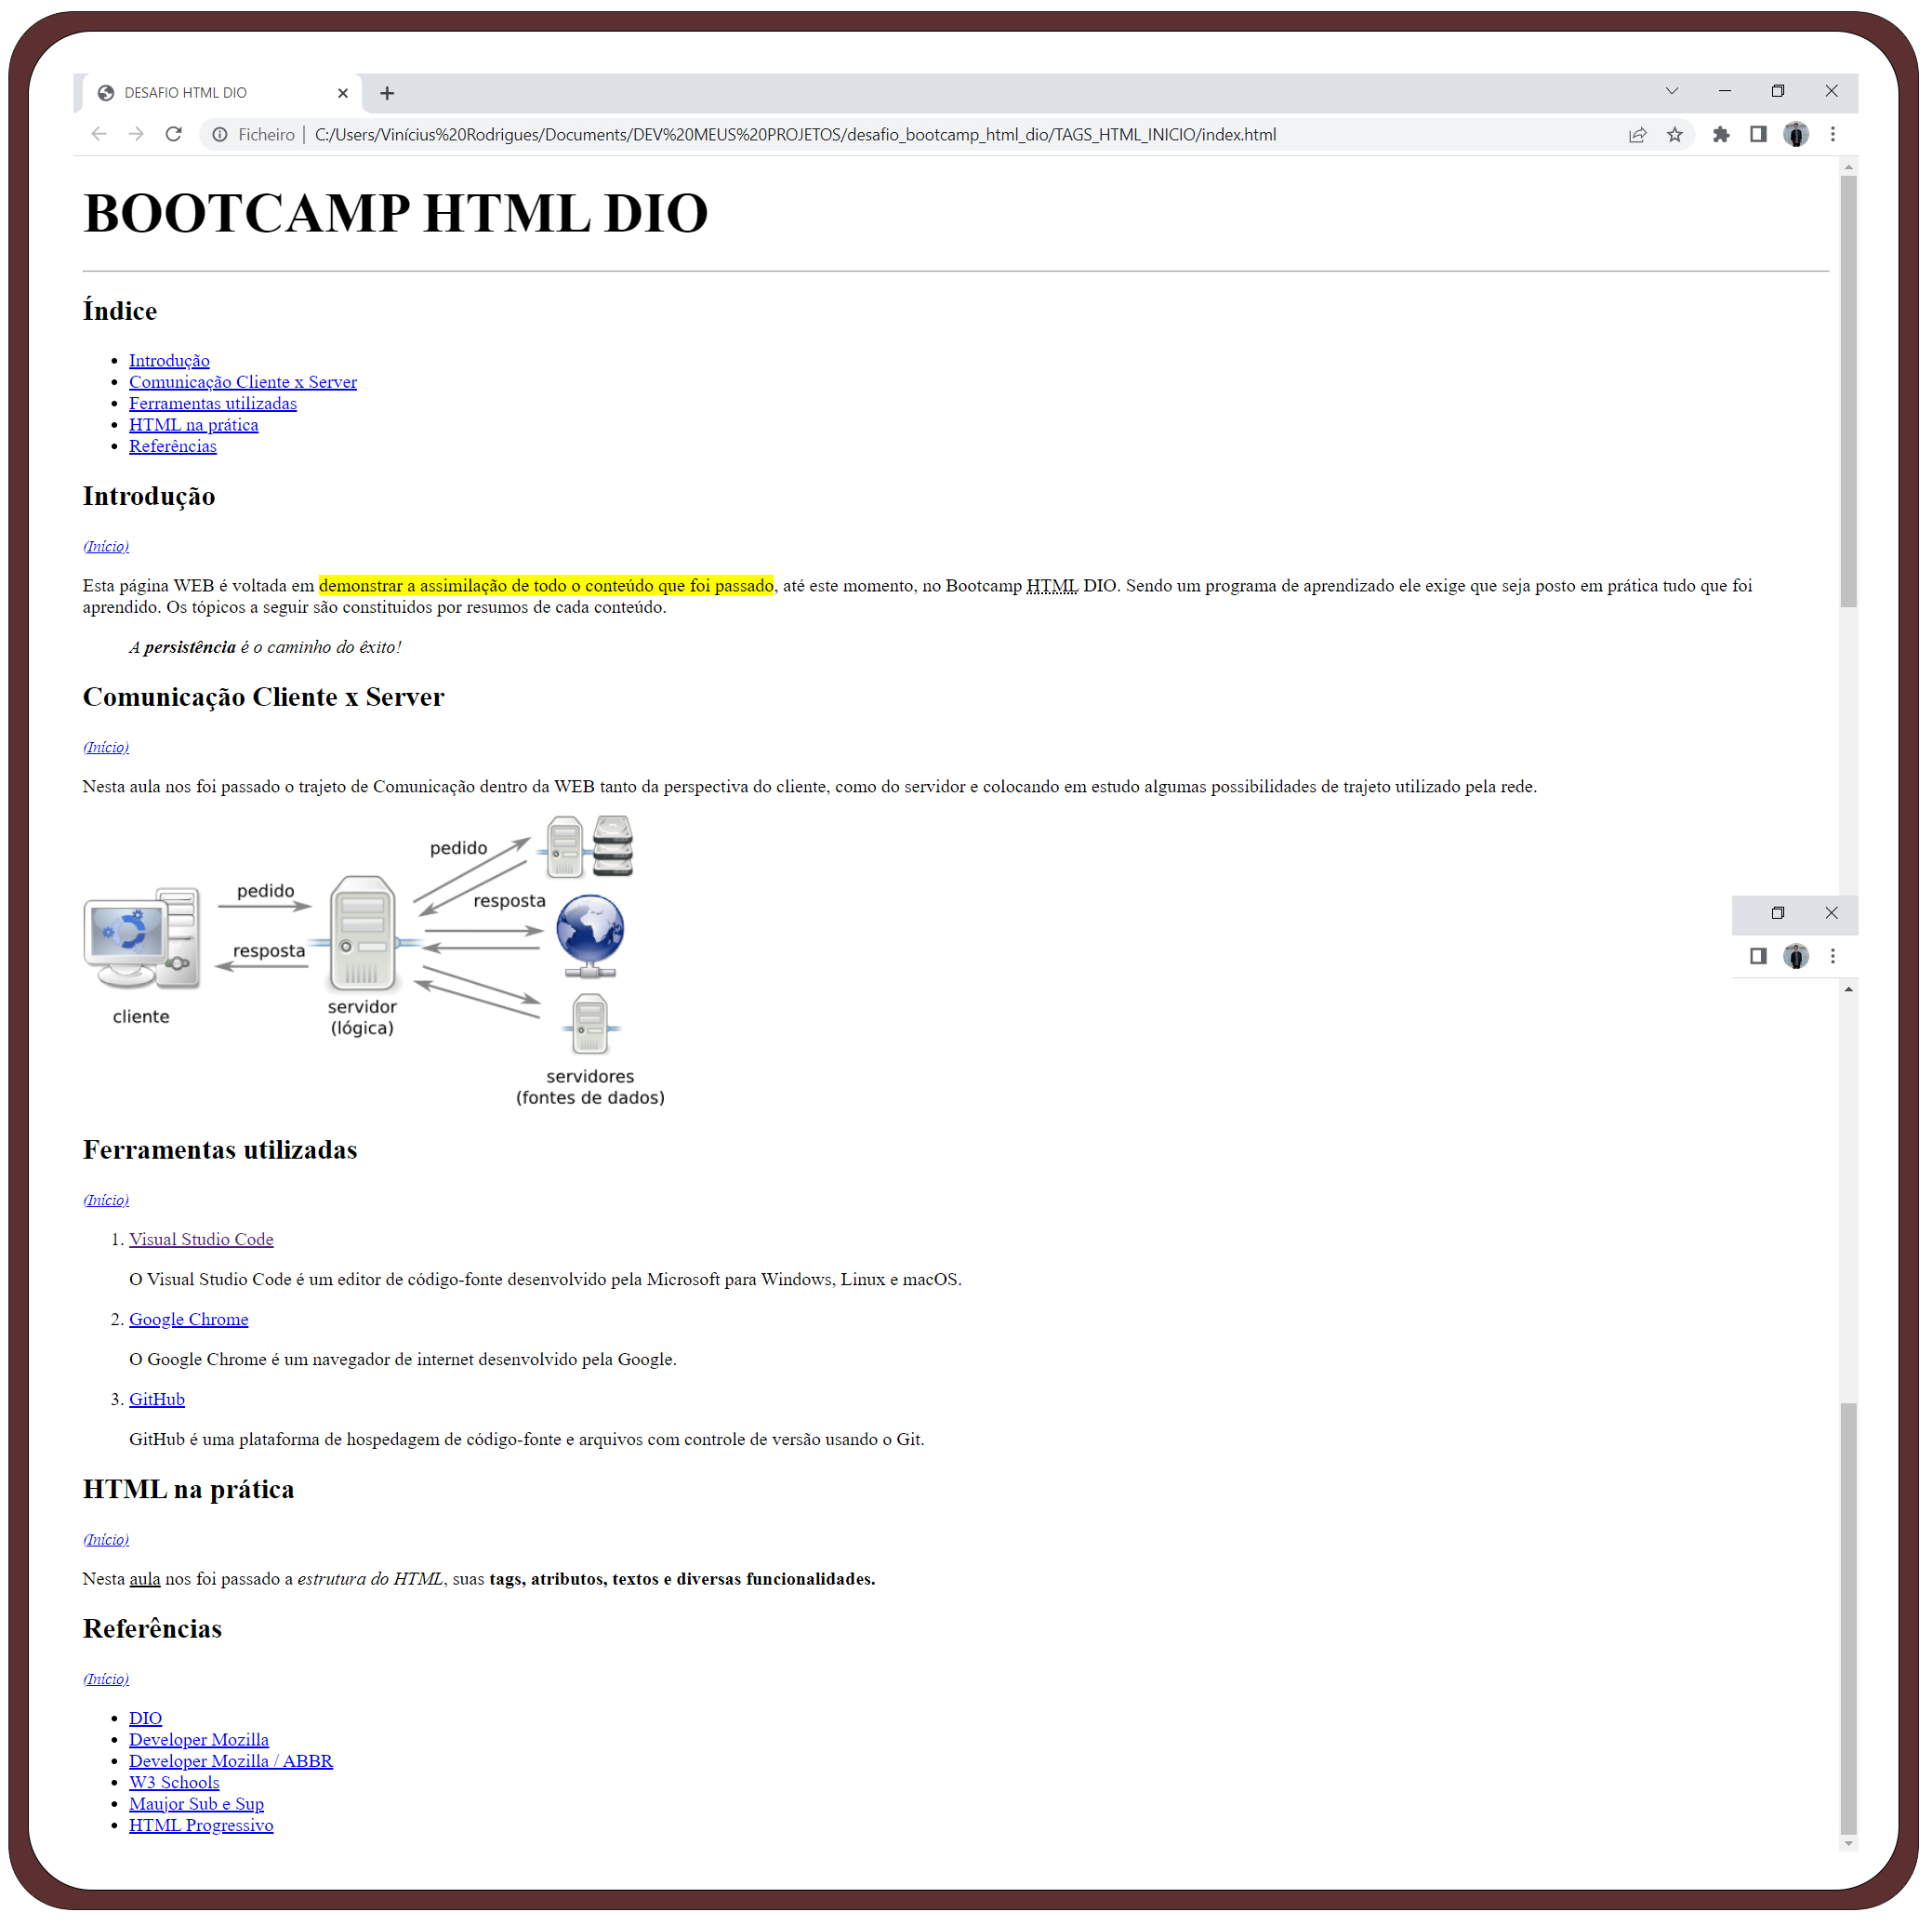 DESAFIO HTML DIO
Ficheiro | C:/Users/Vinícius%20Rodrigues/Documents/DEV%20MEUS%20PROJETOS/desafio_bootcamp_html_dio/TAGS_HTML_INICIO/index.html
BOOTCAMP HTML DIO
Índice
Introdução
Comunicação Cliente x Server
Ferramentas utilizadas
HTML na prática
Referências
Introdução
(Início)
Esta página WEB é voltada em demonstrar a assimilação de todo o conteúdo que foi passado, até este momento, no Bootcamp HTML DIO. Sendo um programa de aprendizado ele exige que seja posto em prática tudo que foi
aprendido. Os tópicos a seguir são constituidos por resumos de cada conteúdo.
A persistência é o caminho do êxito!
Comunicação Cliente x Server
(Início)
Nesta aula nos foi passado o trajeto de Comunicação dentro da WEB tanto da perspectiva do cliente, como do servidor e colocando em estudo algumas possibilidades de trajeto utilizado pela rede.
pedido
pedido
resposta
resposta
cliente
servidor
(lógica)
servidores
(fontes de dados)
Ferramentas utilizadas
(Início)
1. Visual Studio Code
O Visual Studio Code é um editor de código-fonte desenvolvido pela Microsoft para Windows, Linux e macOS.
2. Google Chrome
O Google Chrome é um navegador de internet desenvolvido pela Google.
3. GitHub
GitHub é uma plataforma de hospedagem de código-fonte e arquivos com controle de versão usando o Git.
HTML na prática
(Início)
Nesta aula nos foi passado a estrutura do HTML, suas tags, atributos, textos e diversas funcionalidades.
Referências
(Início)
DIO
Developer Mozilla
Developer Mozilla / ABBR
W3 Schools
Maujor Sub e Sup
HTML Progressivo